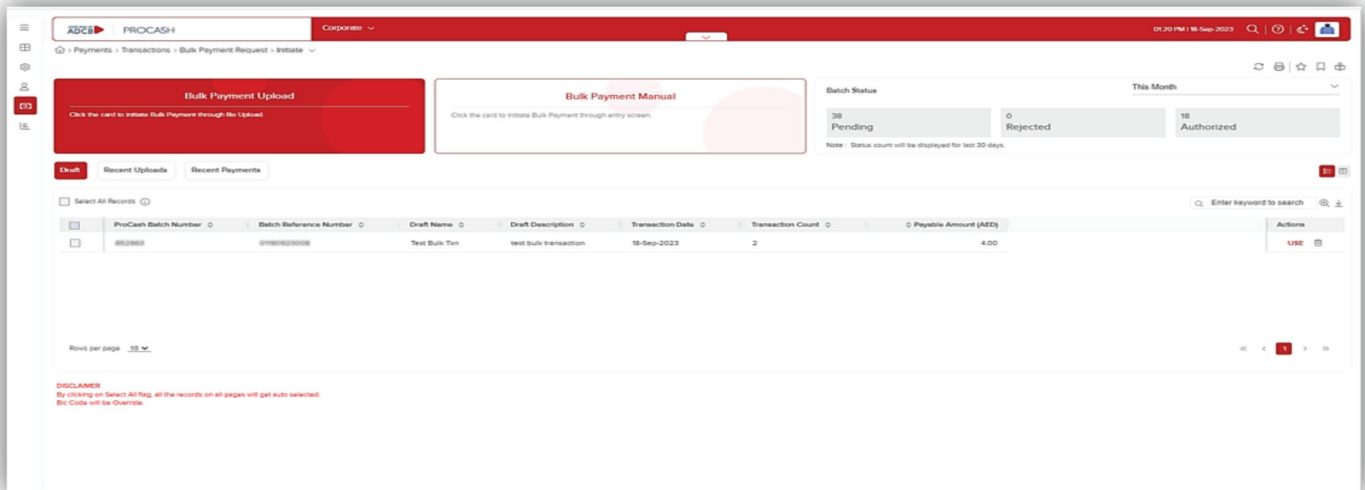 ADCB PROCASH Corporate 01:20 PM | 18-Sep-2023
Payments > Transactions > Bulk Payment Request > Initiate
Bulk Payment Upload
Click the card to initiate Bulk Payment through file Upload.
Bulk Payment Manual
Click the card to initiate Bulk Payment through entry screen.
Batch Status This Month
38 0 18
Pending Rejected Authorized
Note : Status count will be displayed for last 30 days.
Draft Recent Uploads Recent Payments
Select All Records Enter keyword to search
ProCash Batch Number Batch Reference Number Draft Name Draft Description Transaction Date Transaction Count Payable Amount (AED) Actions
Test Bulk Txn test bulk transaction 18-Sep-2023 2 4.00 USE
Rows per page 10 << < 1 > >>
DISCLAIMER
By clicking on Select All flag, all the records on all pages will get auto selected.
Bic Code will be Override.